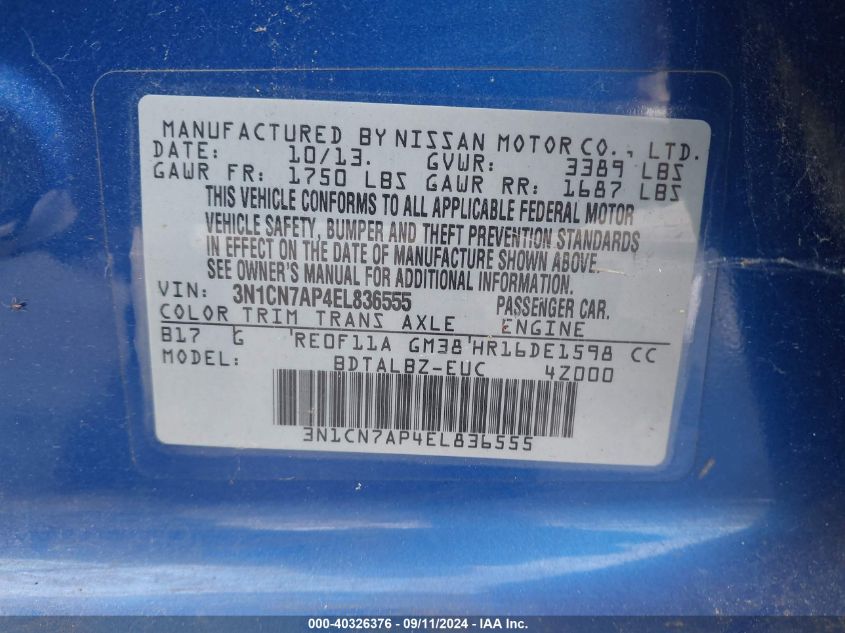 MANUFACTURED BY NISSAN MOTOR CO., LTD.
DATE: 10/13. GVWR: 3389 LBS
GAWR FR: 1750 LBS GAWR RR: 1687 LBS
THIS VEHICLE CONFORMS TO ALL APPLICABLE FEDERAL MOTOR
VEHICLE SAFETY, BUMPER AND THEFT PREVENTION STANDARDS
IN EFFECT ON THE DATE OF MANUFACTURE SHOWN ABOVE.
SEE OWNER'S MANUAL FOR ADDITIONAL INFORMATION.
VIN: 3N1CN7AP4EL836555 PASSENGER CAR.
COLOR TRIM TRANS AXLE ENGINE
B17 G 'RE0F11A GM38'HR16DE1598 CC
MODEL: BDTALBZ-EUC 4Z000
3N1CN7AP4EL836555
000-40326376 - 09/11/2024 - IAA Inc.